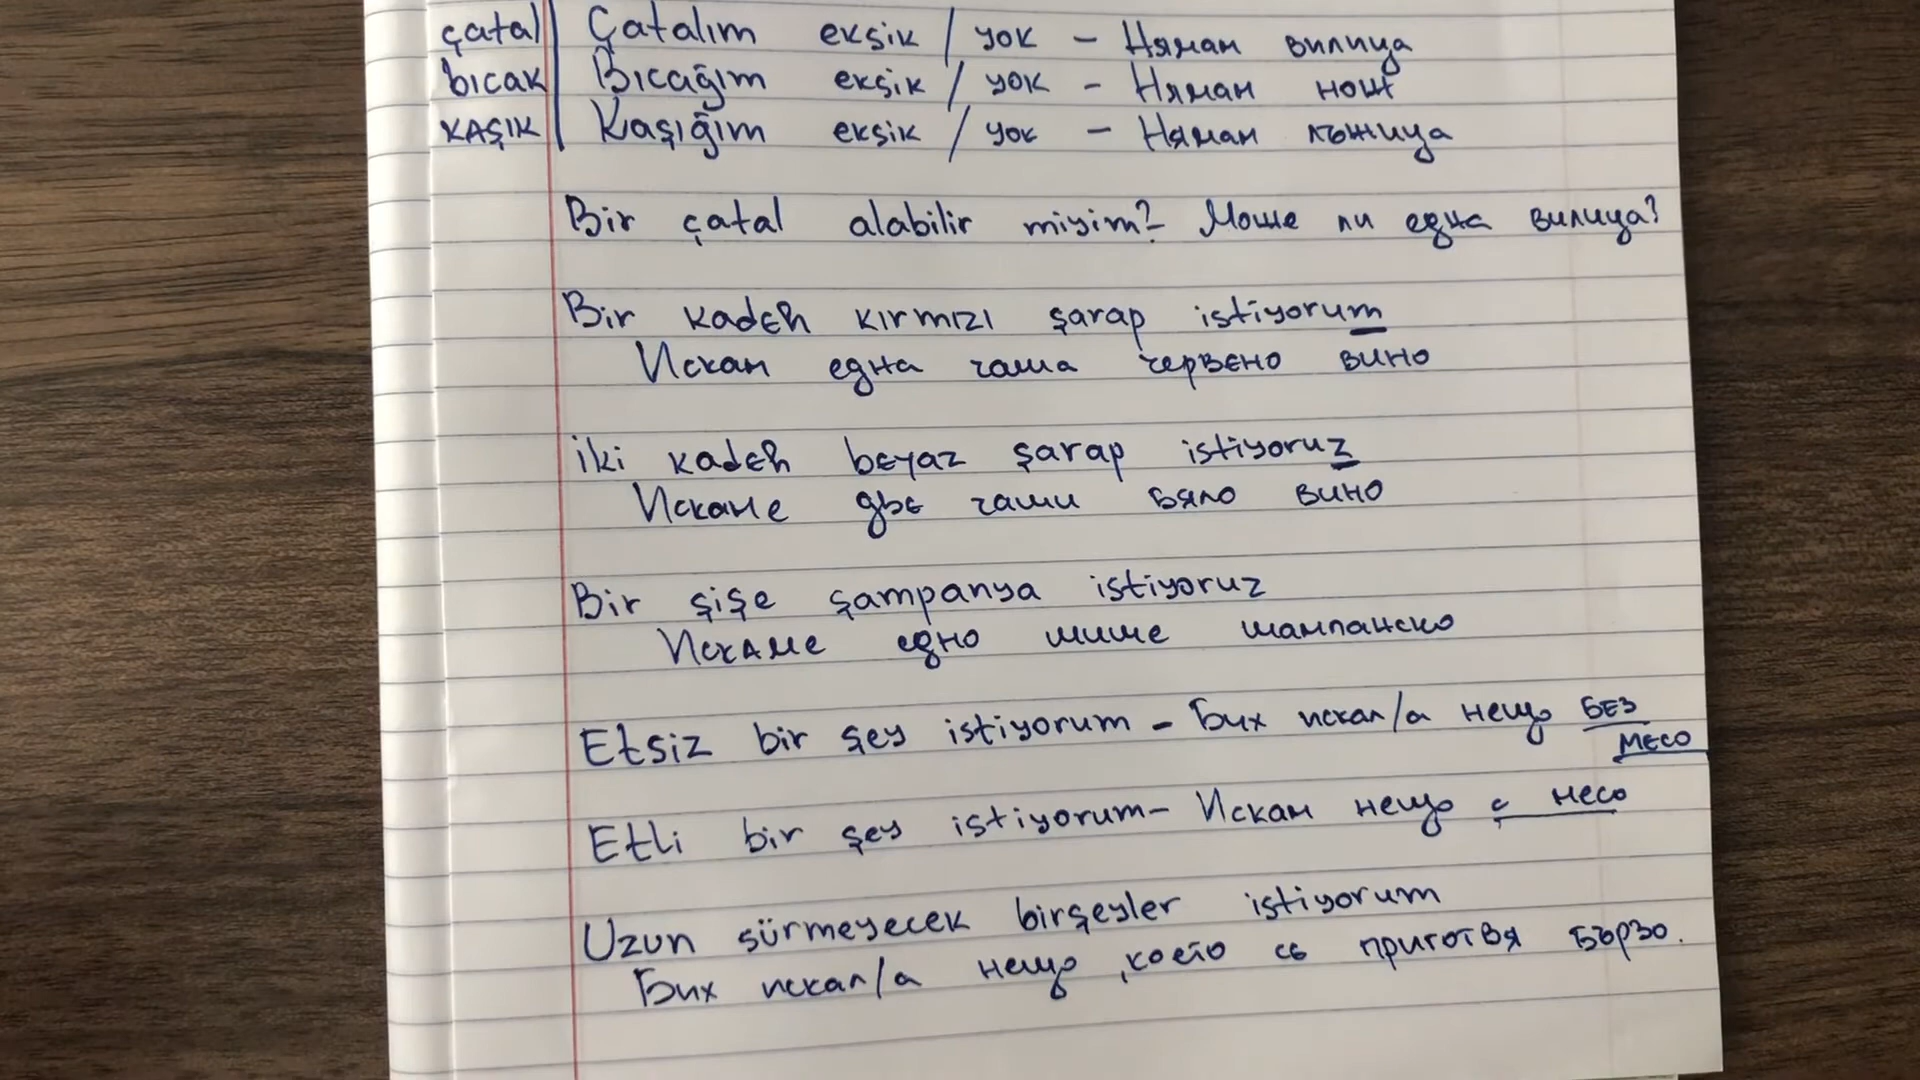 çatal Çatalım eksik / yok - Нямам вилица
bıcak Bıcağım eksik / yok - Нямам нож
KAŞIK Kaşığım eksik / yok - Нямам лъжица
Bir çatal alabilir miyim? Може ли една вилица?
Bir kadeh kırmızı şarap istiyorum
Искам една чаша червено вино
İki kadeh beyaz şarap istiyoruz
Искаме две чаши бяло вино
Bir şişe şampanya istiyoruz
Искаме едно шише шампанско
Etsiz bir şey istiyorum - Бих искал/а нещо БЕЗ
МЕСО
Etli bir şey istiyorum - Искам нещо с месо
Uzun sürmeyecek birşeyler istiyorum
Бих искал/а нещо, което се приготвя бързо.